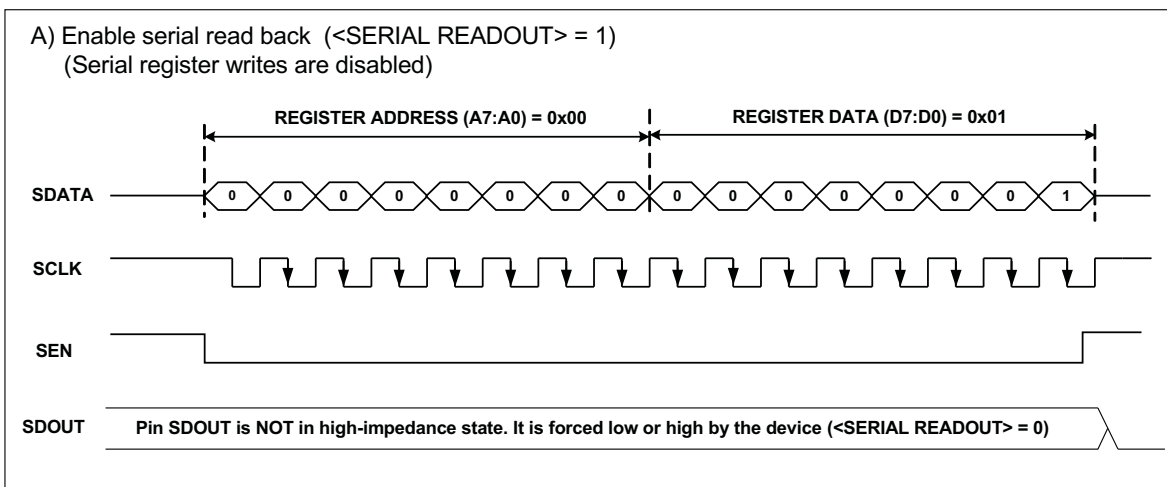 A) Enable serial read back (<SERIAL READOUT> = 1)
(Serial register writes are disabled)
REGISTER ADDRESS (A7:A0) = 0x00 REGISTER DATA (D7:D0) = 0x01
SDATA 0 0 0 0 0 0 0 0 0 0 0 0 0 0 0 1
SCLK
SEN
SDOUT Pin SDOUT is NOT in high-impedance state. It is forced low or high by the device (<SERIAL READOUT> = 0)